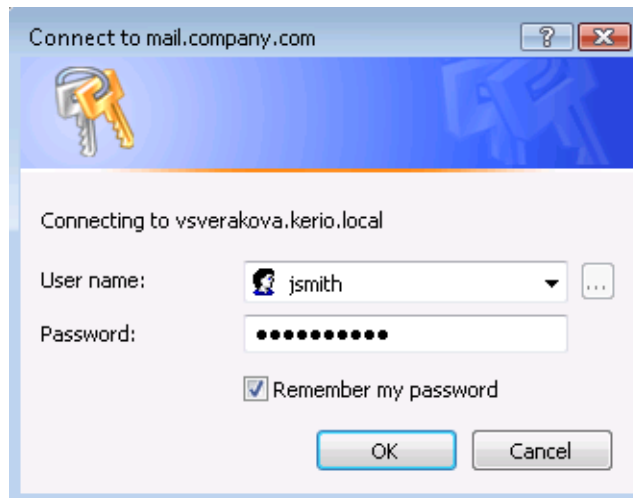 Connect to mail.company.com
Connecting to vsverakova.kerio.local
User name: jsmith ...
Password: ●●●●●●●●●●
Remember my password
OK Cancel